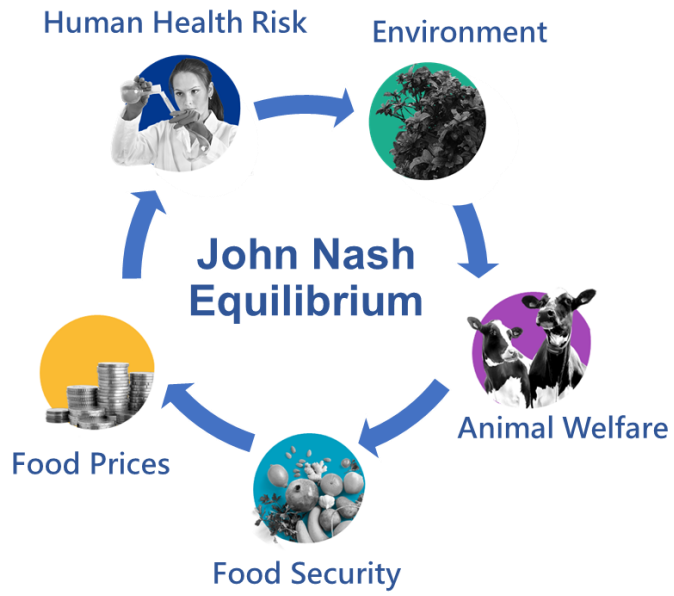 Human Health Risk
Environment
John Nash
Equilibrium
Animal Welfare
Food Prices
Food Security